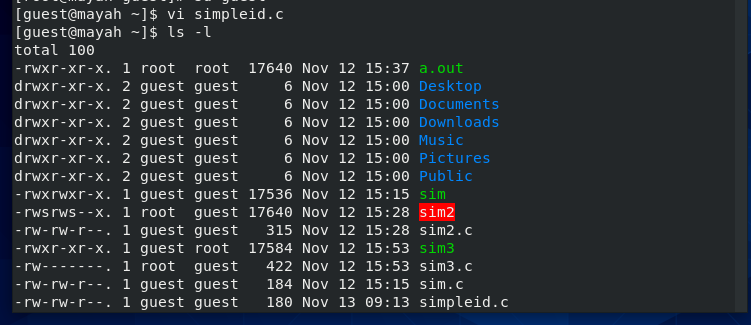 [guest@mayah ~]$ vi simpleid.c
[guest@mayah ~]$ ls -l
total 100
-rwxr-xr-x. 1 root  root  17640 Nov 12 15:37 a.out
drwxr-xr-x. 2 guest guest     6 Nov 12 15:00 Desktop
drwxr-xr-x. 2 guest guest     6 Nov 12 15:00 Documents
drwxr-xr-x. 2 guest guest     6 Nov 12 15:00 Downloads
drwxr-xr-x. 2 guest guest     6 Nov 12 15:00 Music
drwxr-xr-x. 2 guest guest     6 Nov 12 15:00 Pictures
drwxr-xr-x. 2 guest guest     6 Nov 12 15:00 Public
-rwxrwxr-x. 1 guest guest 17536 Nov 12 15:15 sim
-rwsrws--x. 1 root  guest 17640 Nov 12 15:28 sim2
-rw-rw-r--. 1 guest guest   315 Nov 12 15:28 sim2.c
-rwxr-xr-x. 1 guest root  17584 Nov 12 15:53 sim3
-rw-------. 1 root  guest   422 Nov 12 15:53 sim3.c
-rw-rw-r--. 1 guest guest   184 Nov 12 15:15 sim.c
-rw-rw-r--. 1 guest guest   180 Nov 13 09:13 simpleid.c